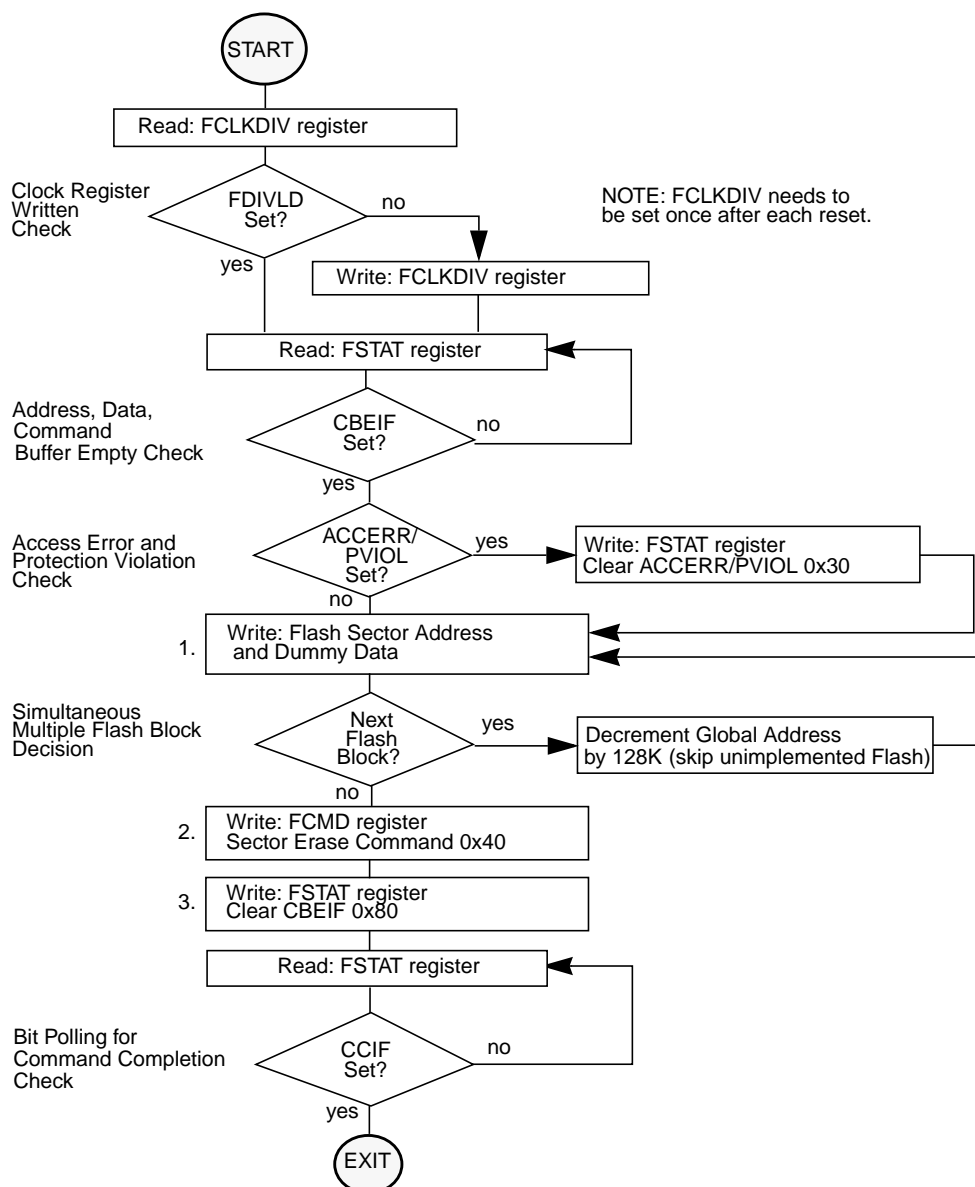 START
Read: FCLKDIV register
Clock Register
Written
Check
FDIVLD
Set?
no
yes
NOTE: FCLKDIV needs to
be set once after each reset.
Write: FCLKDIV register
Read: FSTAT register
Address, Data,
Command
Buffer Empty Check
CBEIF
Set?
no
yes
Access Error and
Protection Violation
Check
ACCERR/
PVIOL
Set?
yes
no
Write: FSTAT register
Clear ACCERR/PVIOL 0x30
1.
Write: Flash Sector Address
and Dummy Data
Simultaneous
Multiple Flash Block
Decision
Next
Flash
Block?
yes
no
Decrement Global Address
by 128K (skip unimplemented Flash)
2.
Write: FCMD register
Sector Erase Command 0x40
3.
Write: FSTAT register
Clear CBEIF 0x80
Read: FSTAT register
Bit Polling for
Command Completion
Check
CCIF
Set?
no
yes
EXIT